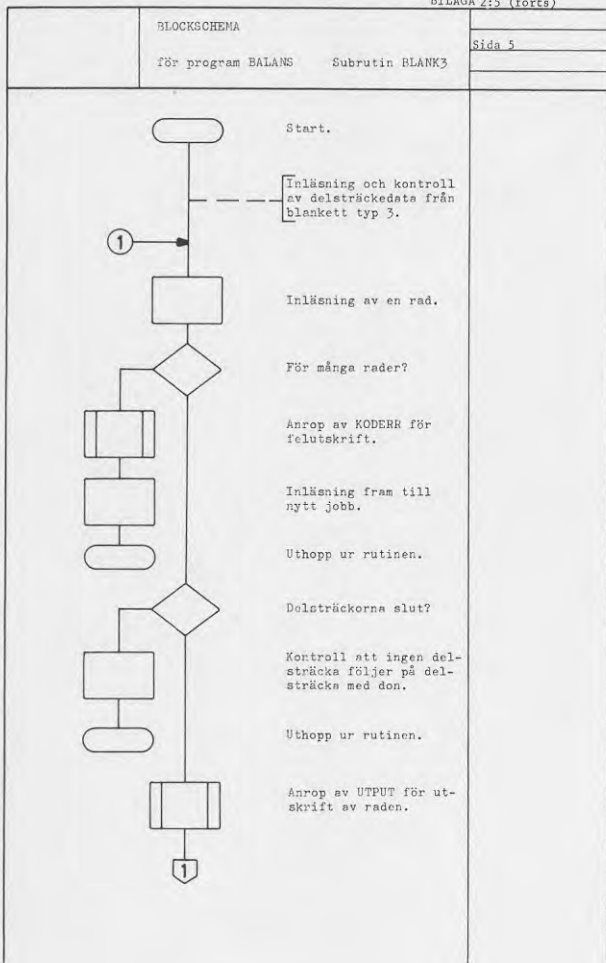 BILAGA 2:5 (forts)
BLOCKSCHEMA
Sida 5
för program BALANS Subrutin BLANK3
Start.
Inläsning och kontroll
av delsträckedata från
blankett typ 3.
1
Inläsning av en rad.
För många rader?
Anrop av KODERR för
felutskrift.
Inläsning fram till
nytt jobb.
Uthopp ur rutinen.
Delsträckorna slut?
Kontroll att ingen del-
sträcka följer på del-
sträcka med don.
Uthopp ur rutinen.
Anrop av UTPUT för ut-
skrift av raden.
1